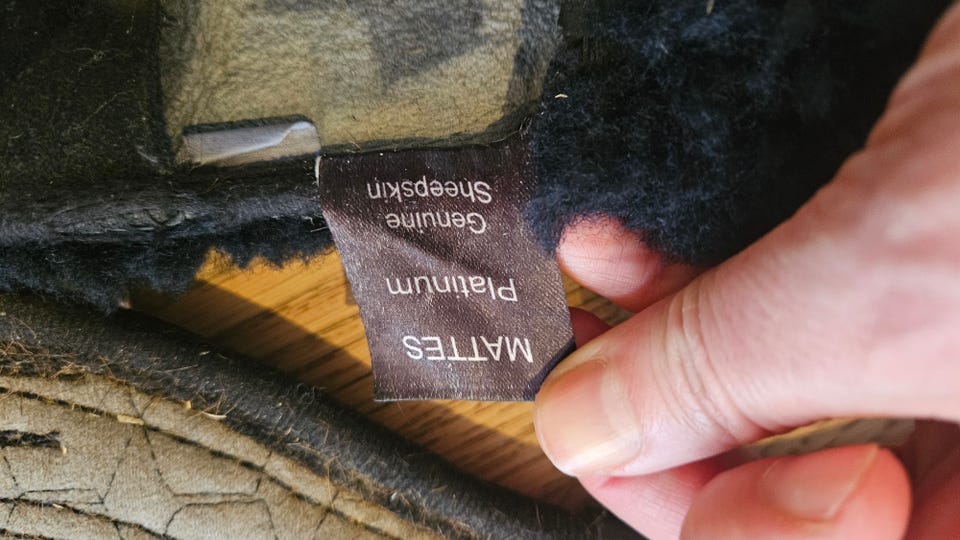 MATTES
Platinum
Genuine
Sheepskin